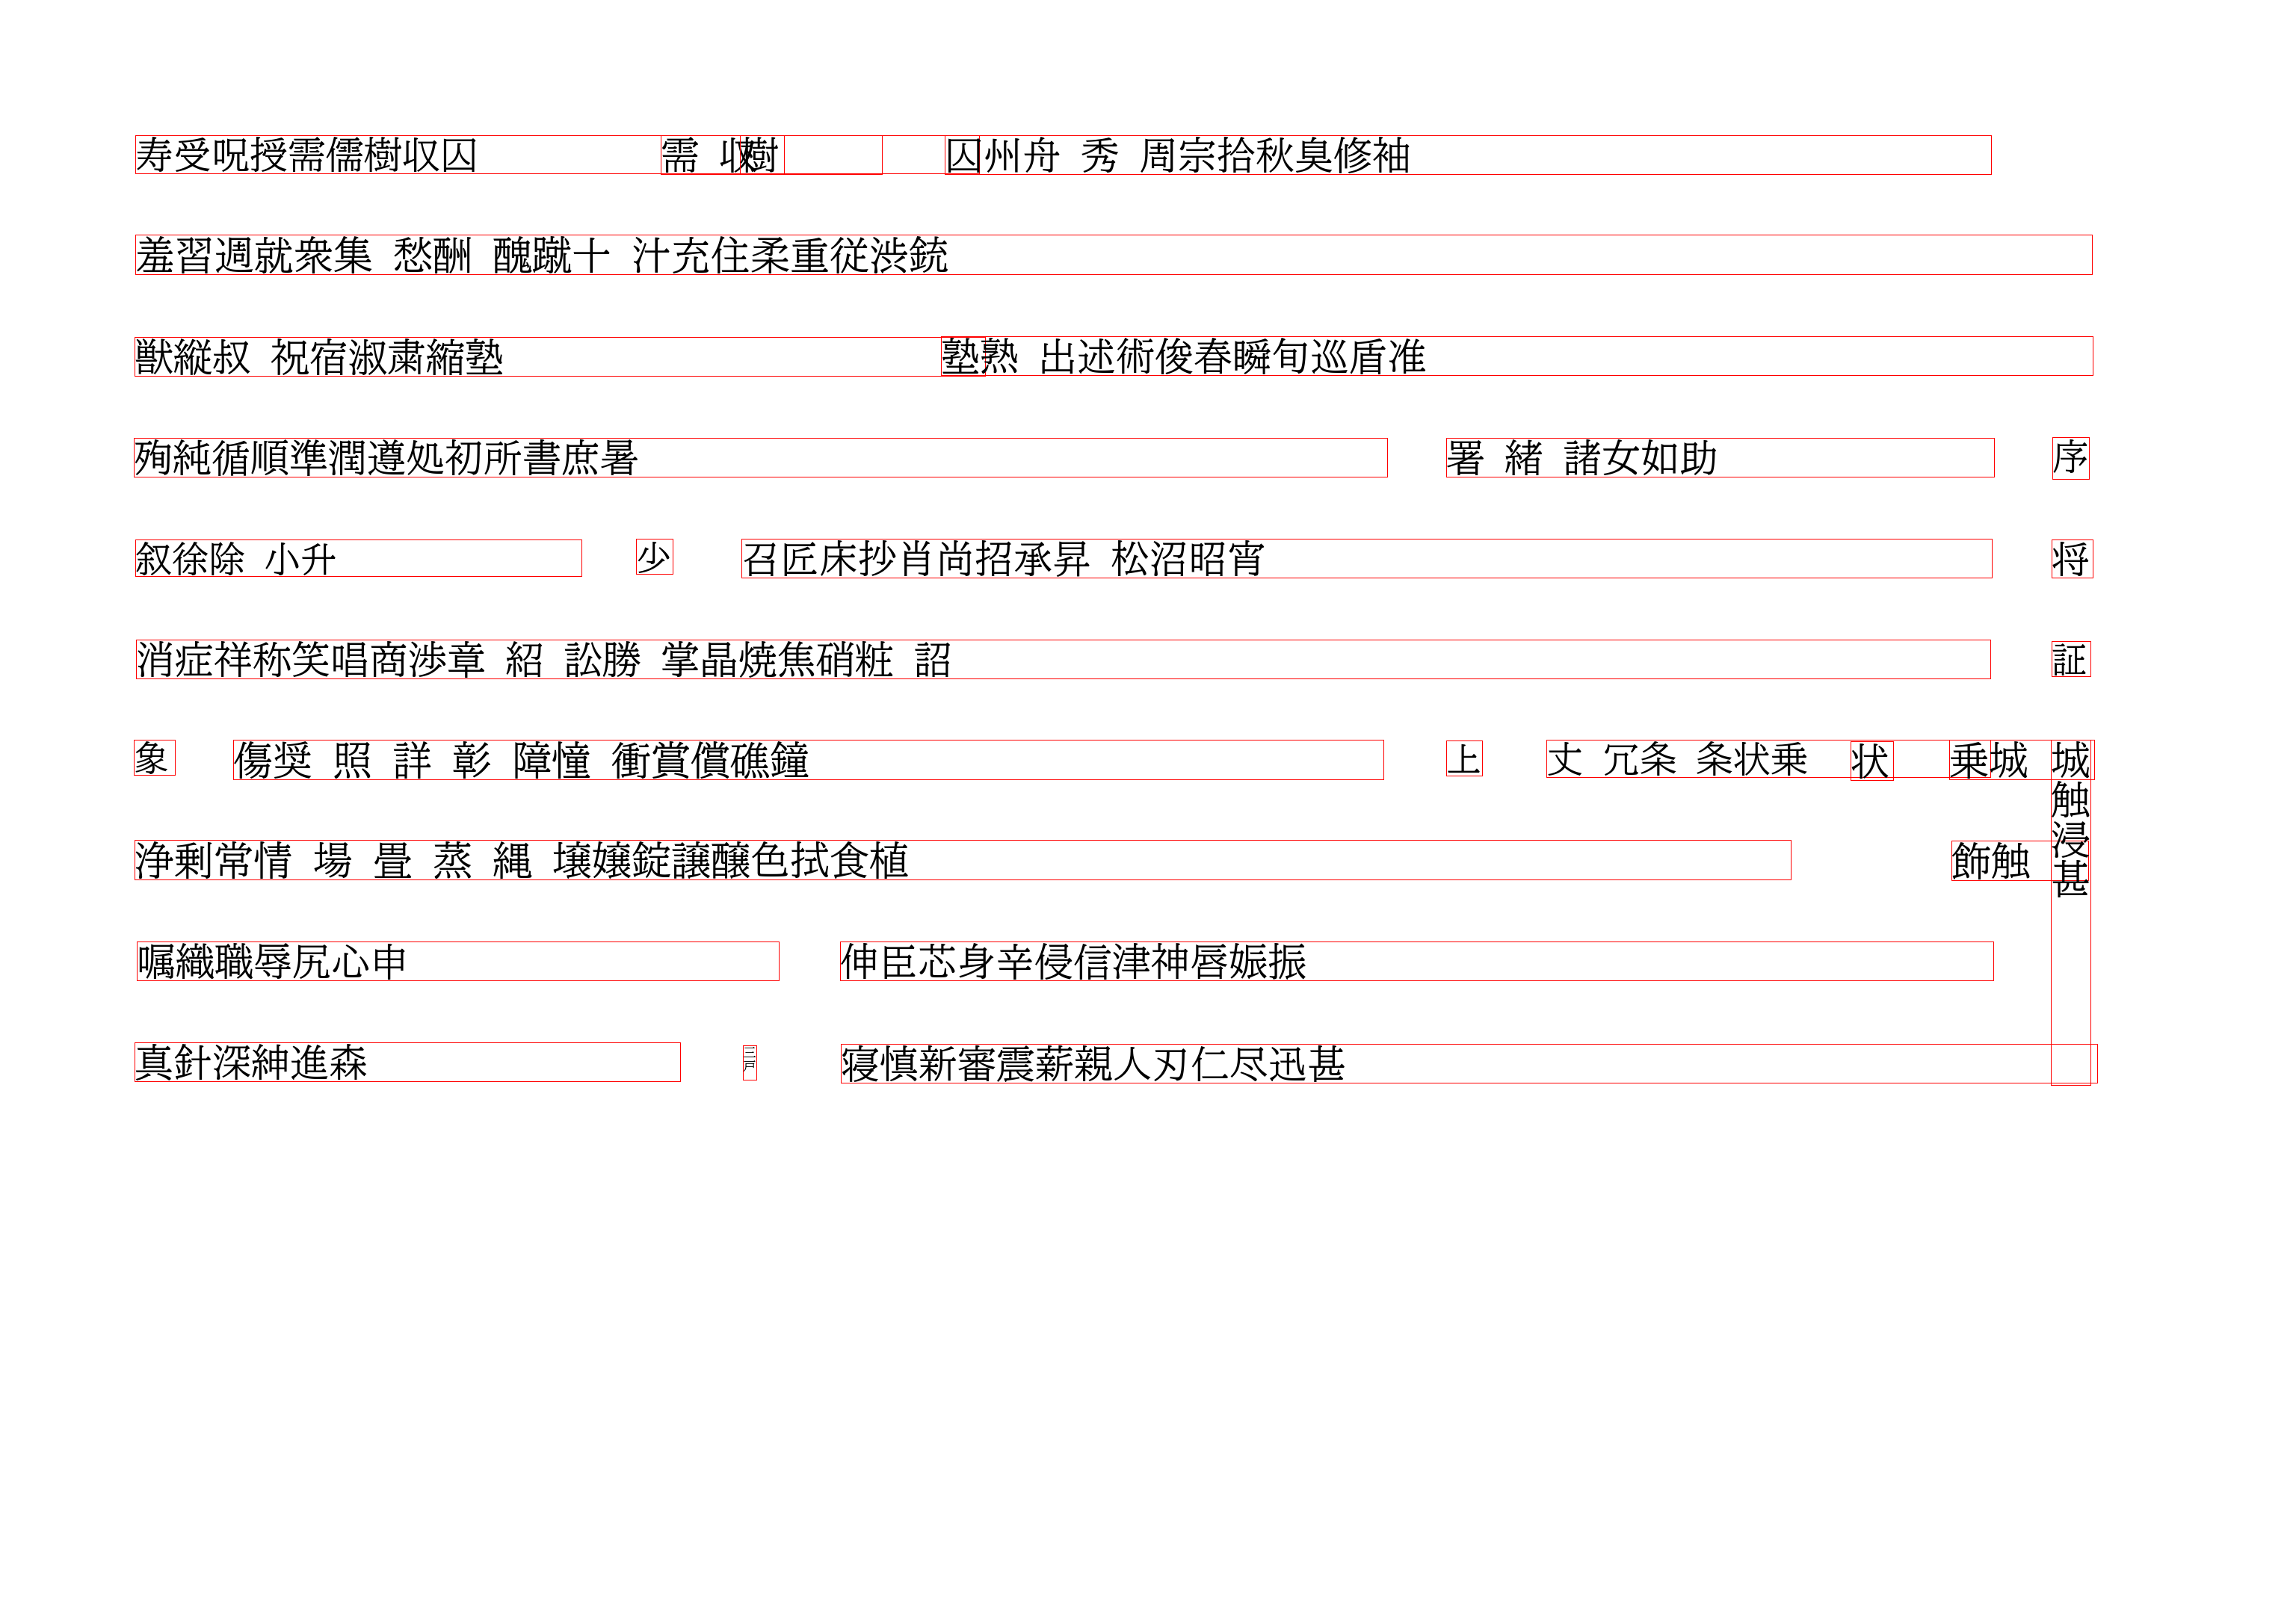 寿受呪授需儒樹収囚 需 収 樹 囚州舟 秀 周宗拾秋臭修袖
羞習週就衆集 愁酬 醜蹴十 汁充住柔重従渋銃
獣縦叔 祝宿淑粛縮塾 塾熟 出述術俊春瞬旬巡盾准
殉純循順準潤遵処初所書庶暑 署 緒 諸女如助 序
叙徐除 小升 少 召匠床抄肖尚招承昇 松沼昭宵 将
消症祥称笑唱商渉章 紹 訟勝 掌晶焼焦硝粧 詔 証
象 傷奨 照 詳 彰 障憧 衝賞償礁鐘 上 丈 冗条 条状乗 状 乗城
城触浸甚
浄剰常情 場 畳 蒸 縄 壌嬢錠譲醸色拭食植 飾触
嘱織職辱尻心申 伸臣芯身辛侵信津神唇娠振
真針深紳進森 三戸 寝慎新審震薪親人刃仁尽迅甚